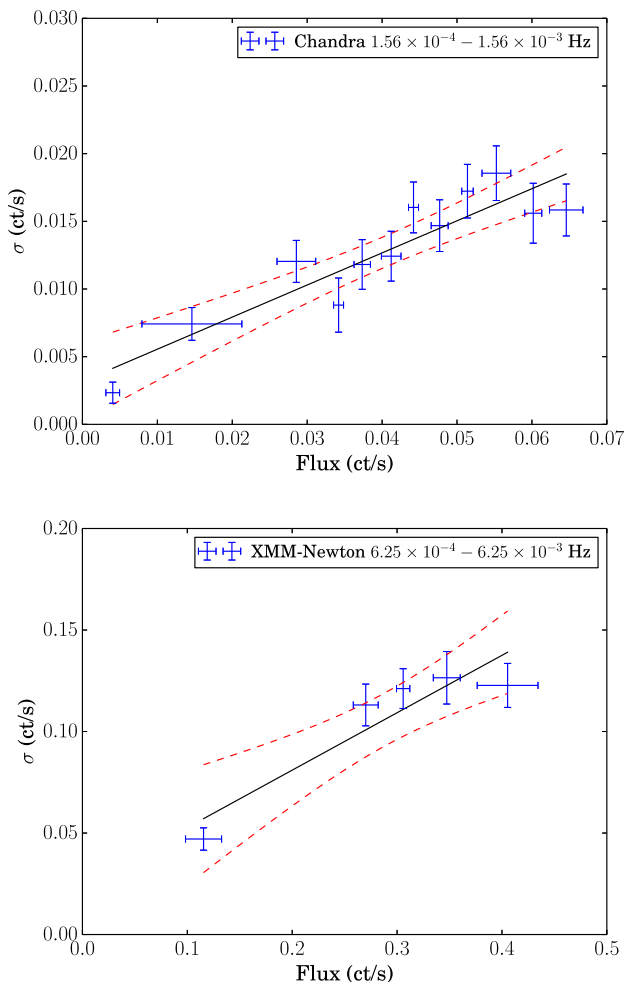 0.030
0.025
0.020
0.015
0.010
0.005
0.000
σ (ct/s)
Chandra 1.56 × 10⁻⁴ − 1.56 × 10⁻³ Hz
0.00 0.01 0.02 0.03 0.04 0.05 0.06 0.07
Flux (ct/s)
0.20
0.15
0.10
0.05
0.00
σ (ct/s)
XMM-Newton 6.25 × 10⁻⁴ − 6.25 × 10⁻³ Hz
0.0 0.1 0.2 0.3 0.4 0.5
Flux (ct/s)